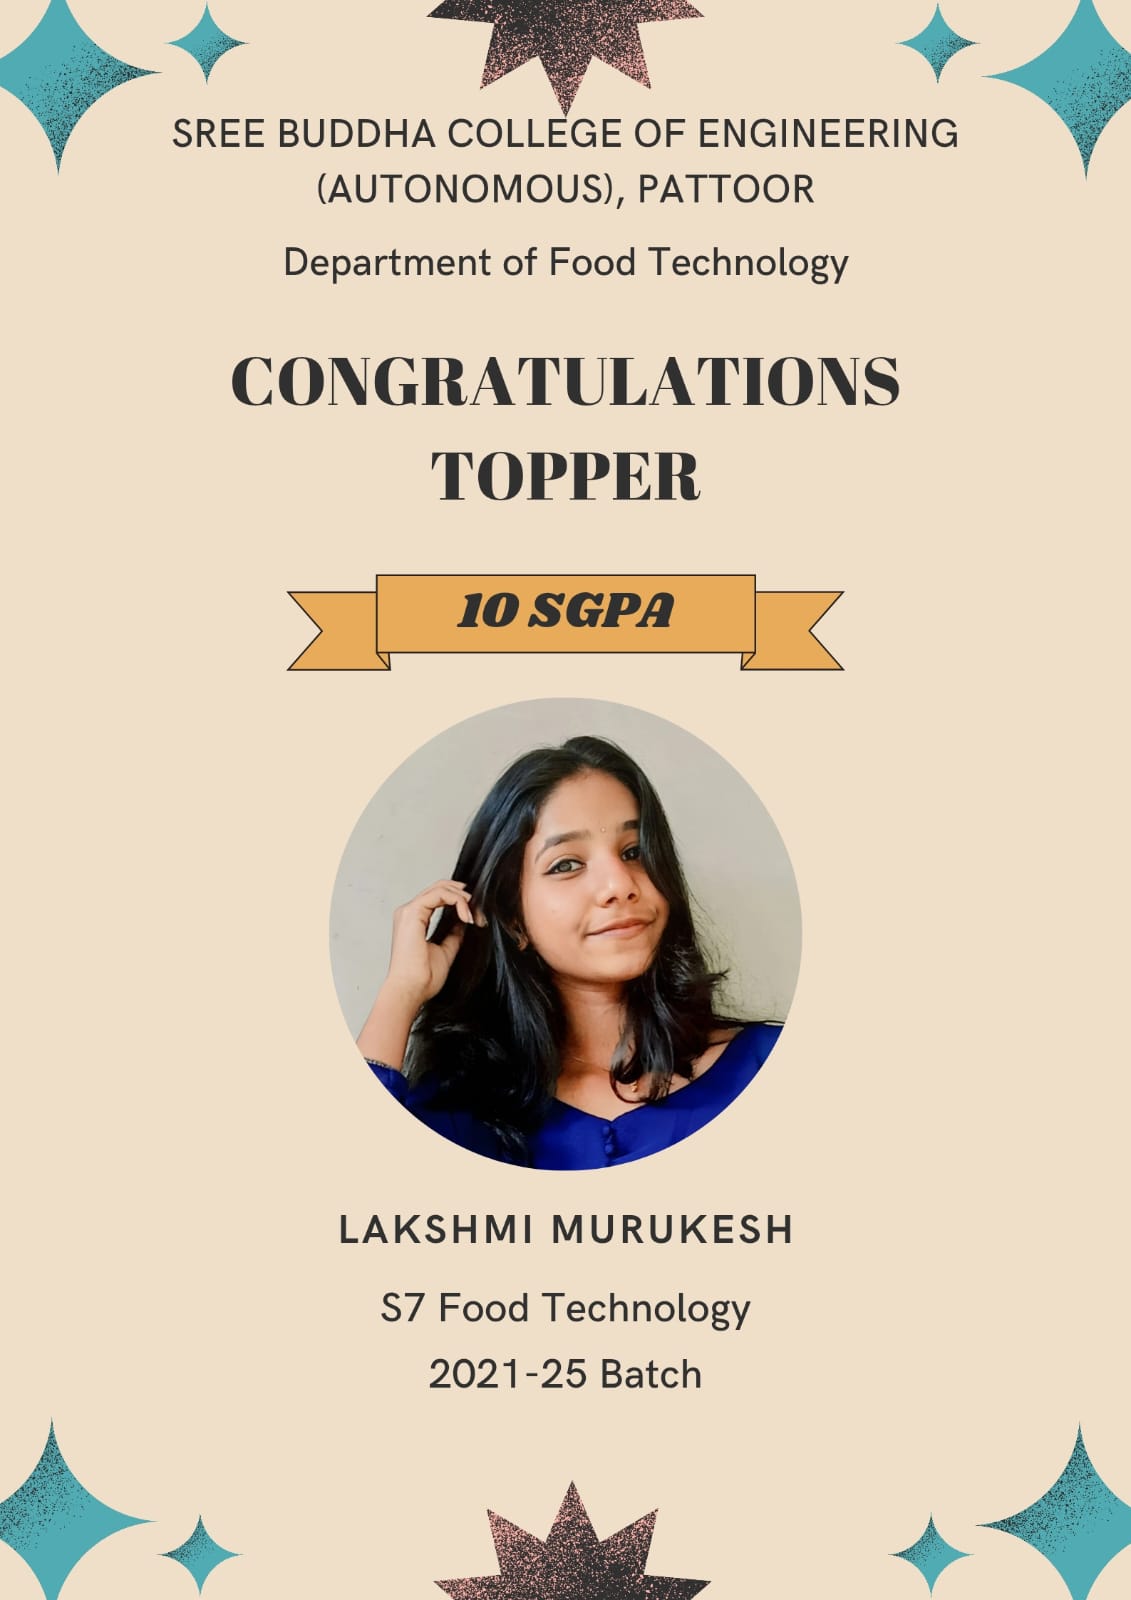 SREE BUDDHA COLLEGE OF ENGINEERING
(AUTONOMOUS), PATTOOR
Department of Food Technology
CONGRATULATIONS
TOPPER
10 SGPA
LAKSHMI MURUKESH
S7 Food Technology
2021-25 Batch